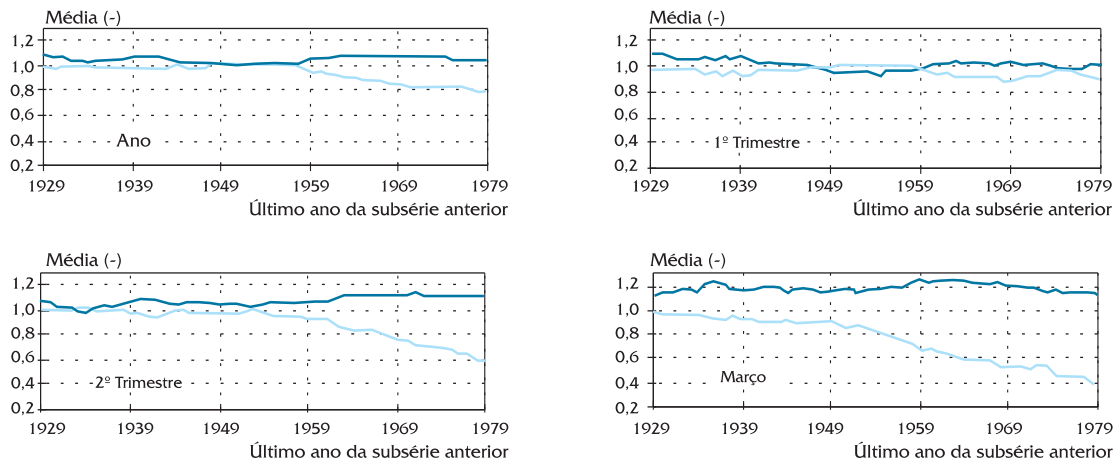 Média (-)
1,2
1,0
0,8
0,6
0,4
0,2
Ano
1929 1939 1949 1959 1969 1979
Último ano da subsérie anterior
Média (-)
1,2
1,0
0,8
0,6
0,4
0,2
1º Trimestre
1929 1939 1949 1959 1969 1979
Último ano da subsérie anterior
Média (-)
1,2
1,0
0,8
0,6
0,4
0,2
2º Trimestre
1929 1939 1949 1959 1969 1979
Último ano da subsérie anterior
Média (-)
1,2
1,0
0,8
0,6
0,4
0,2
Março
1929 1939 1949 1959 1969 1979
Último ano da subsérie anterior